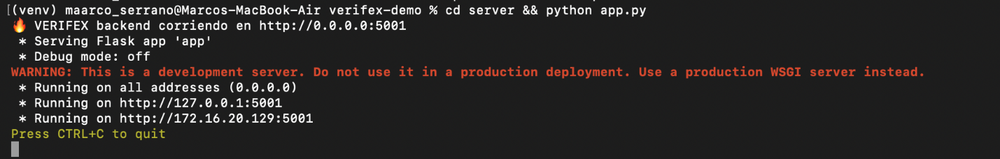 [(venv) maarco_serrano@Marcos-MacBook-Air verifex-demo % cd server && python app.py
🔥 VERIFEX backend corriendo en http://0.0.0.0:5001
 * Serving Flask app 'app'
 * Debug mode: off
WARNING: This is a development server. Do not use it in a production deployment. Use a production WSGI server instead.
 * Running on all addresses (0.0.0.0)
 * Running on http://127.0.0.1:5001
 * Running on http://172.16.20.129:5001
Press CTRL+C to quit